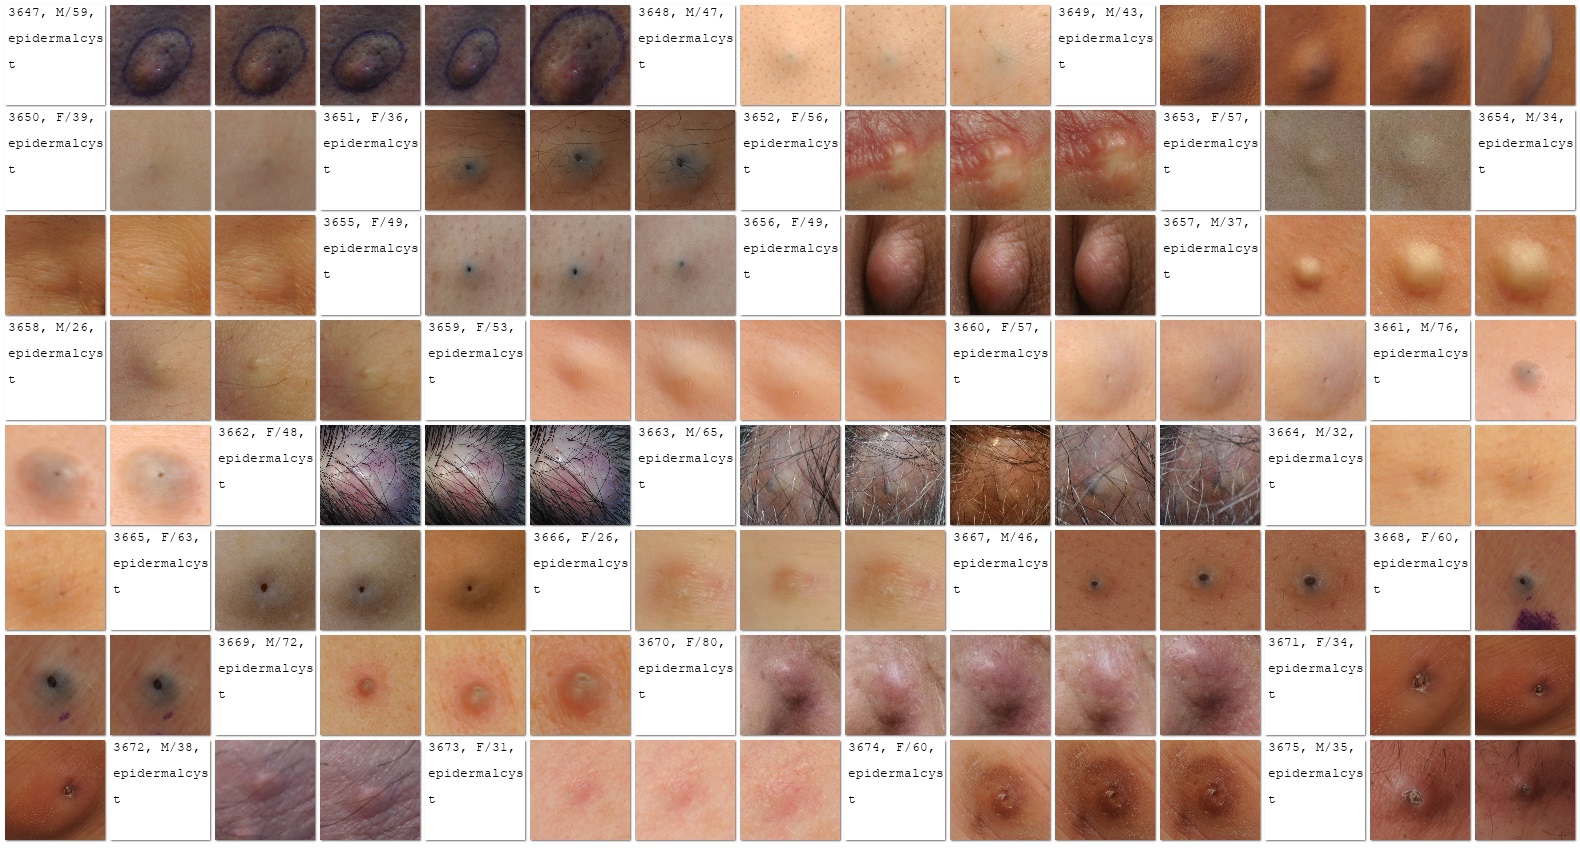 3647, M/59,
epidermalcys
t
3648, M/47,
epidermalcys
t
3649, M/43,
epidermalcys
t
3650, F/39,
epidermalcys
t
3651, F/36,
epidermalcys
t
3652, F/56,
epidermalcys
t
3653, F/57,
epidermalcys
t
3654, M/34,
epidermalcys
t
3655, F/49,
epidermalcys
t
3656, F/49,
epidermalcys
t
3657, M/37,
epidermalcys
t
3658, M/26,
epidermalcys
t
3659, F/53,
epidermalcys
t
3660, F/57,
epidermalcys
t
3661, M/76,
epidermalcys
t
3662, F/48,
epidermalcys
t
3663, M/65,
epidermalcys
t
3664, M/32,
epidermalcys
t
3665, F/63,
epidermalcys
t
3666, F/26,
epidermalcys
t
3667, M/46,
epidermalcys
t
3668, F/60,
epidermalcys
t
3669, M/72,
epidermalcys
t
3670, F/80,
epidermalcys
t
3671, F/34,
epidermalcys
t
3672, M/38,
epidermalcys
t
3673, F/31,
epidermalcys
t
3674, F/60,
epidermalcys
t
3675, M/35,
epidermalcys
t